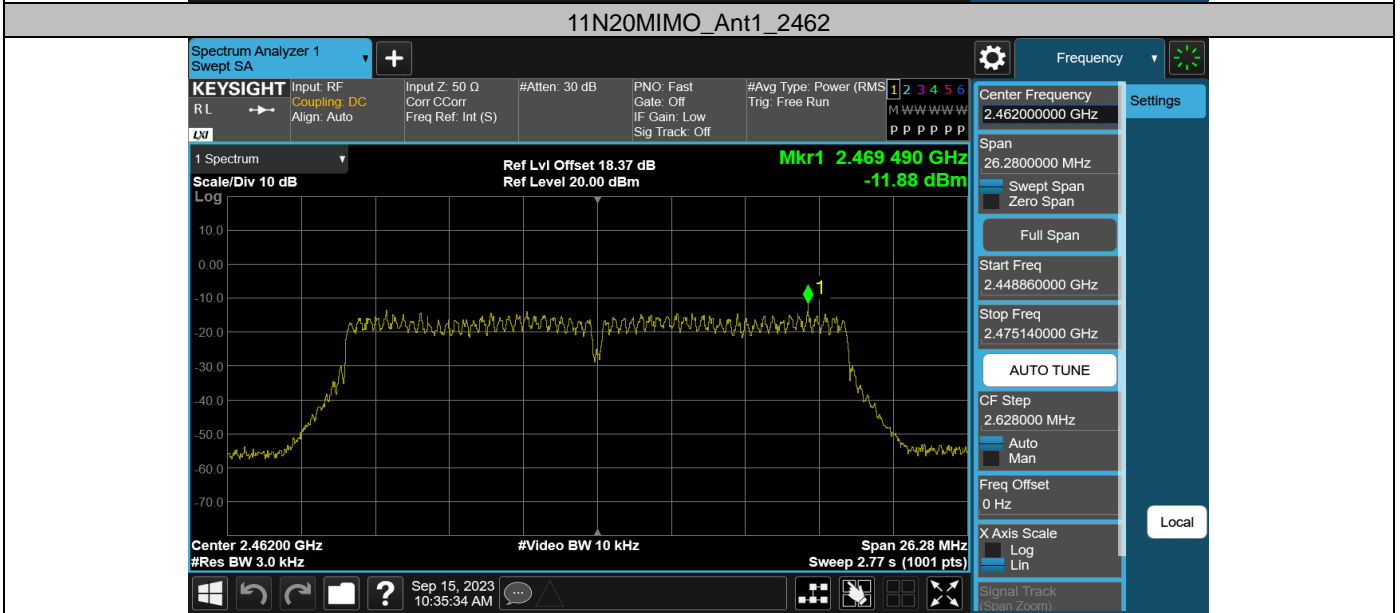 11N20MIMO_Ant1_2462
Spectrum Analyzer 1
Swept SA
Frequency
KEYSIGHT
R L
LXI
Input: RF
Coupling: DC
Align: Auto
Input Z: 50 Ω
Corr CCorr
Freq Ref: Int (S)
#Atten: 30 dB
PNO: Fast
Gate: Off
IF Gain: Low
Sig Track: Off
#Avg Type: Power (RMS
Trig: Free Run
1 2 3 4 5 6
M W W W W W
P P P P P P
1 Spectrum
Scale/Div 10 dB
Log
Ref Lvl Offset 18.37 dB
Ref Level 20.00 dBm
Mkr1 2.469 490 GHz
-11.88 dBm
10.0
0.00
-10.0
-20.0
-30.0
-40.0
-50.0
-60.0
-70.0
1
Center 2.46200 GHz
#Res BW 3.0 kHz
#Video BW 10 kHz
Span 26.28 MHz
Sweep 2.77 s (1001 pts)
Center Frequency
2.462000000 GHz
Span
26.2800000 MHz
Swept Span
Zero Span
Full Span
Start Freq
2.448860000 GHz
Stop Freq
2.475140000 GHz
AUTO TUNE
CF Step
2.628000 MHz
Auto
Man
Freq Offset
0 Hz
X Axis Scale
Log
Lin
Signal Track
(Span Zoom)
Settings
Local
?
Sep 15, 2023
10:35:34 AM